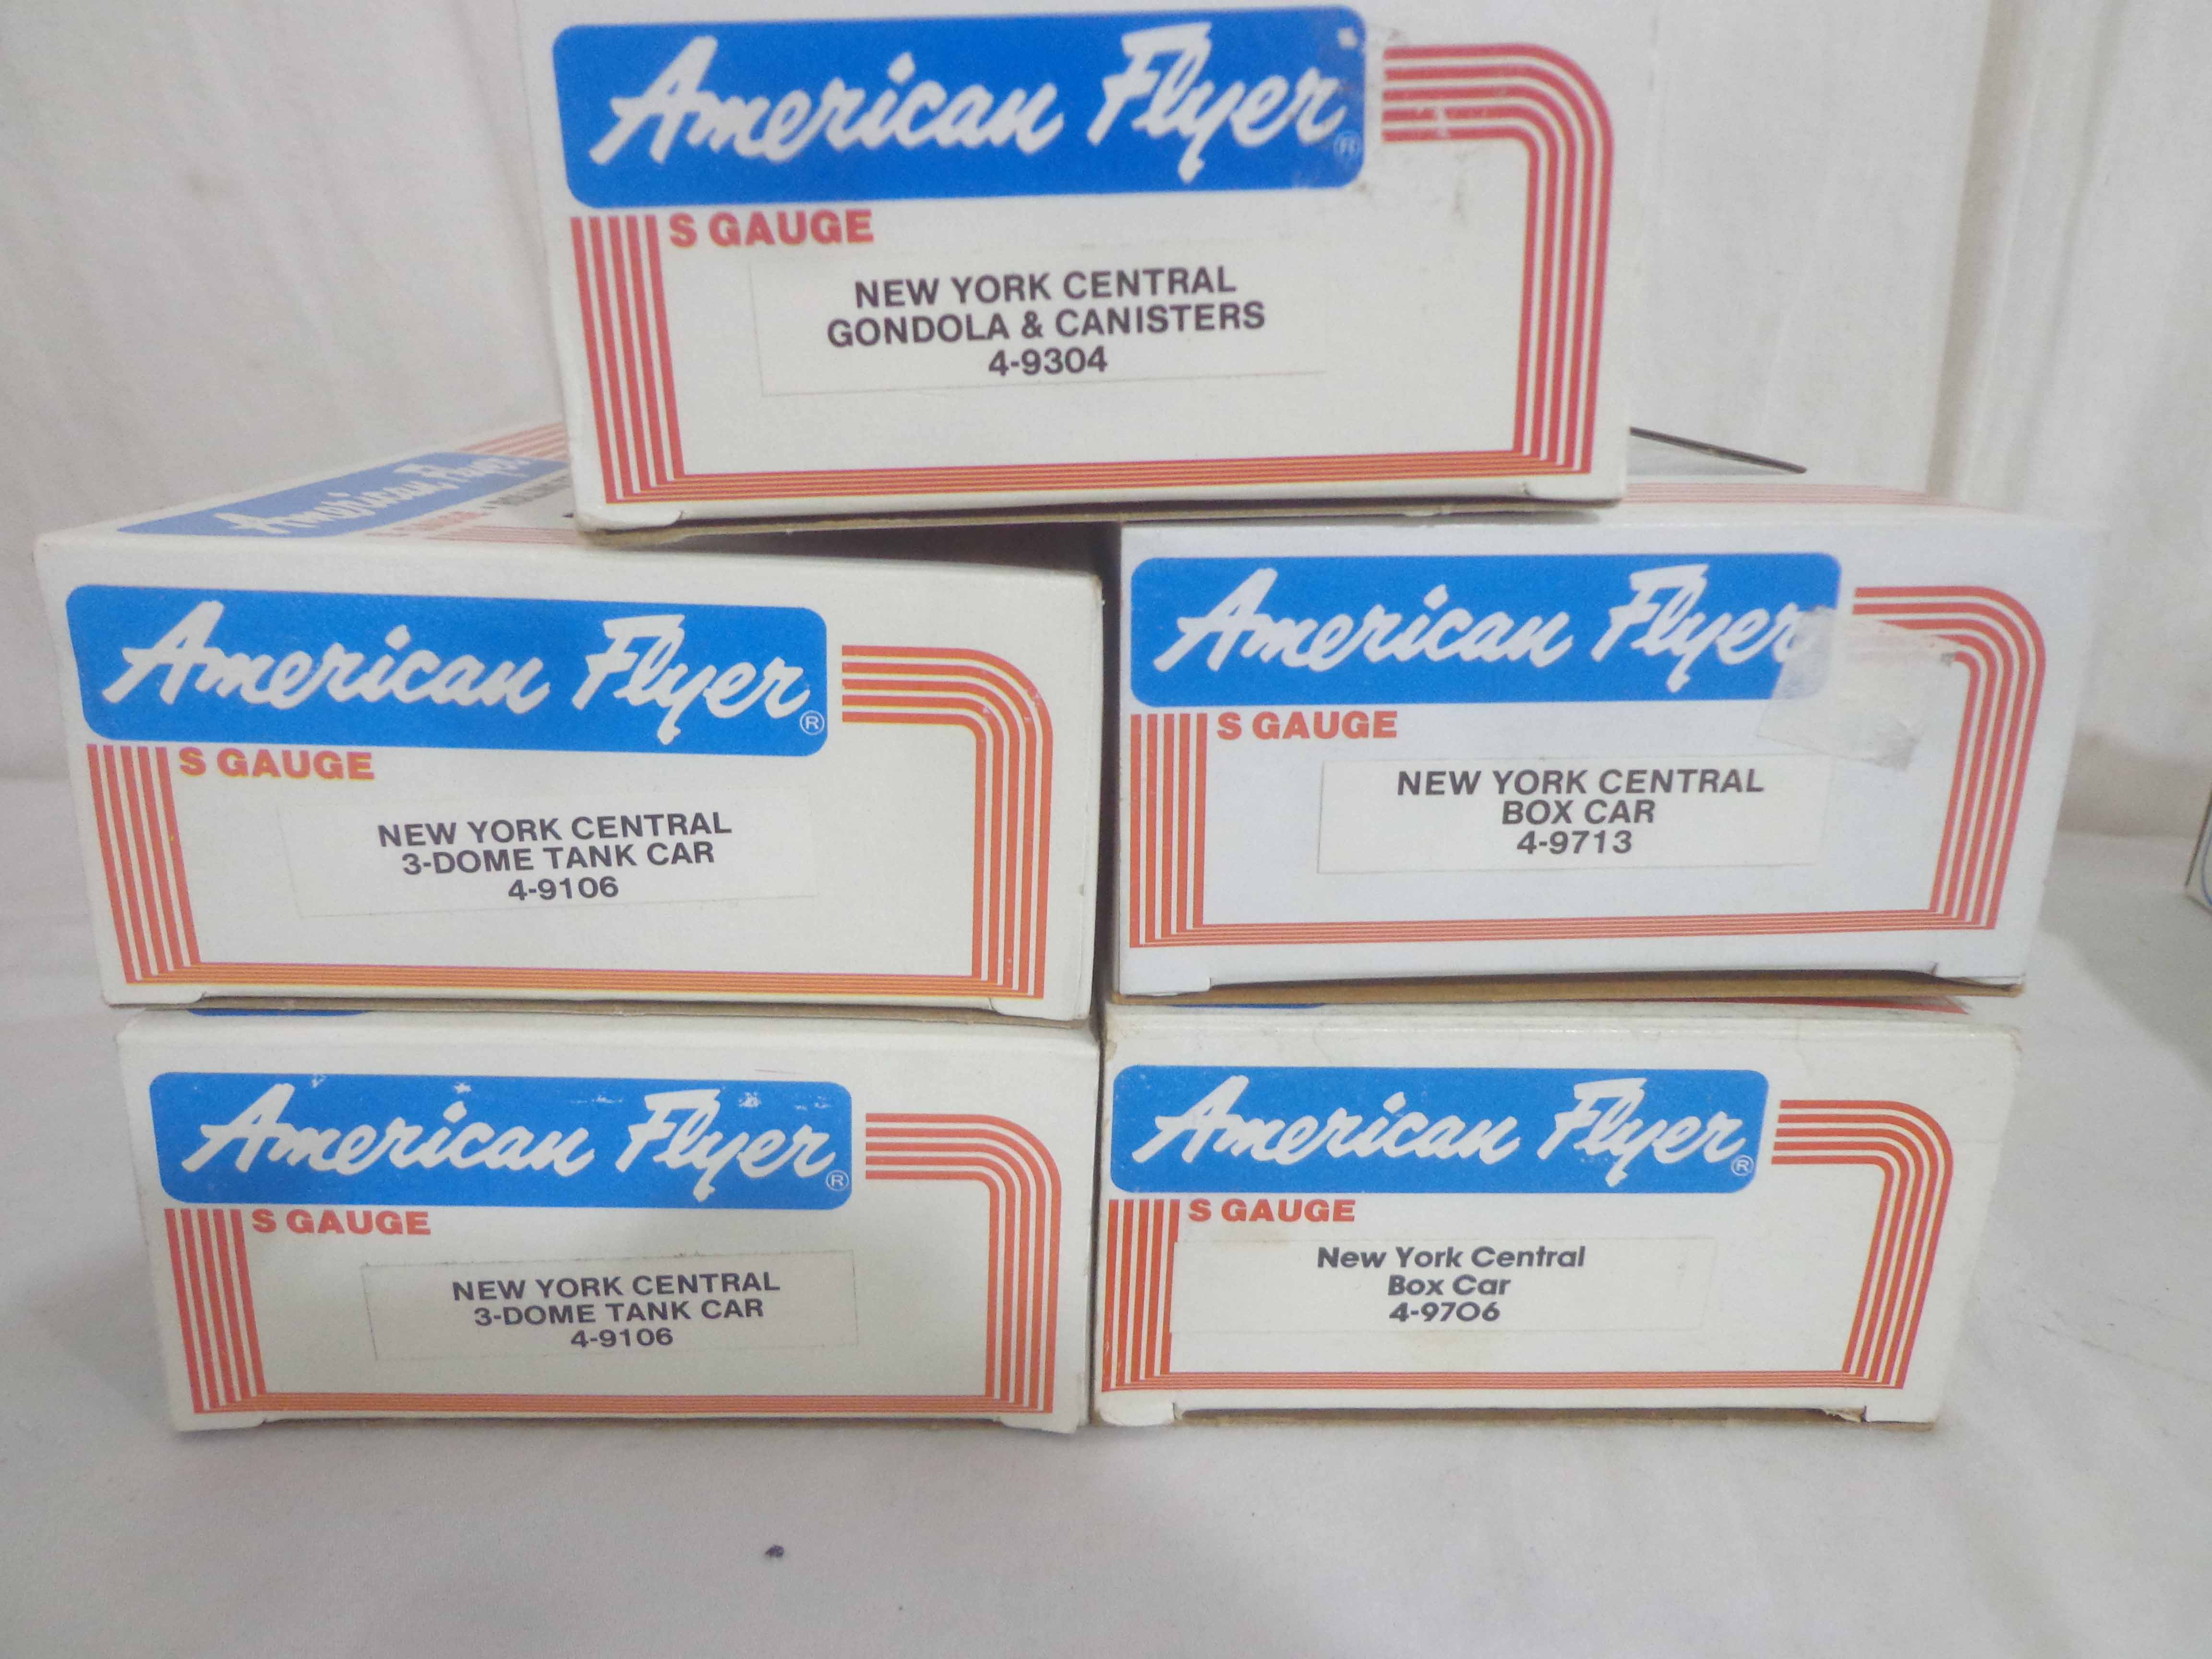 American Flyer®
S GAUGE
NEW YORK CENTRAL
GONDOLA & CANISTERS
4-9304
American Flyer
American Flyer®
S GAUGE
NEW YORK CENTRAL
3-DOME TANK CAR
4-9106
American Flyer
S GAUGE
NEW YORK CENTRAL
BOX CAR
4-9713
American Flyer®
S GAUGE
NEW YORK CENTRAL
3-DOME TANK CAR
4-9106
American Flyer®
S GAUGE
New York Central
Box Car
4-9706